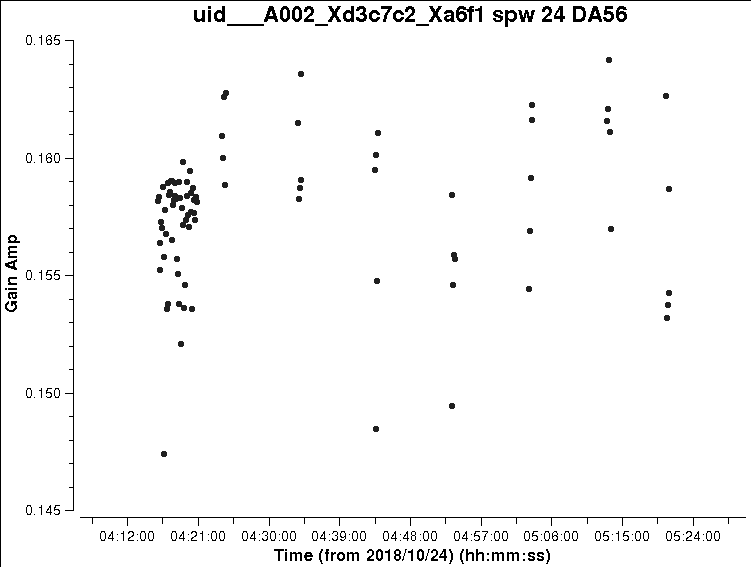 uid___A002_Xd3c7c2_Xa6f1 spw 24 DA56
0.165
0.160
0.155
0.150
0.145
Gain Amp
04:12:00 04:21:00 04:30:00 04:39:00 04:48:00 04:57:00 05:06:00 05:15:00 05:24:00
Time (from 2018/10/24) (hh:mm:ss)